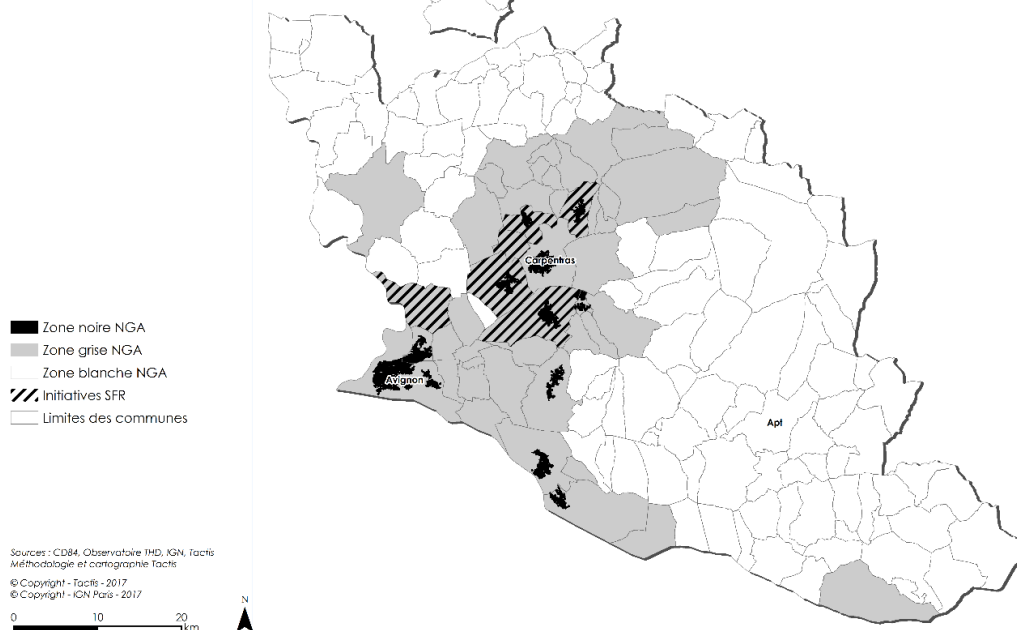 Carpentras
Avignon
Apt
Zone noire NGA
Zone grise NGA
Zone blanche NGA
Initiatives SFR
Limites des communes
Sources : CD84, Observatoire THD, IGN, Tactis
Méthodologie et cartographie Tactis
© Copyright - Tactis - 2017
© Copyright - IGN Paris - 2017
N
0 10 20
km